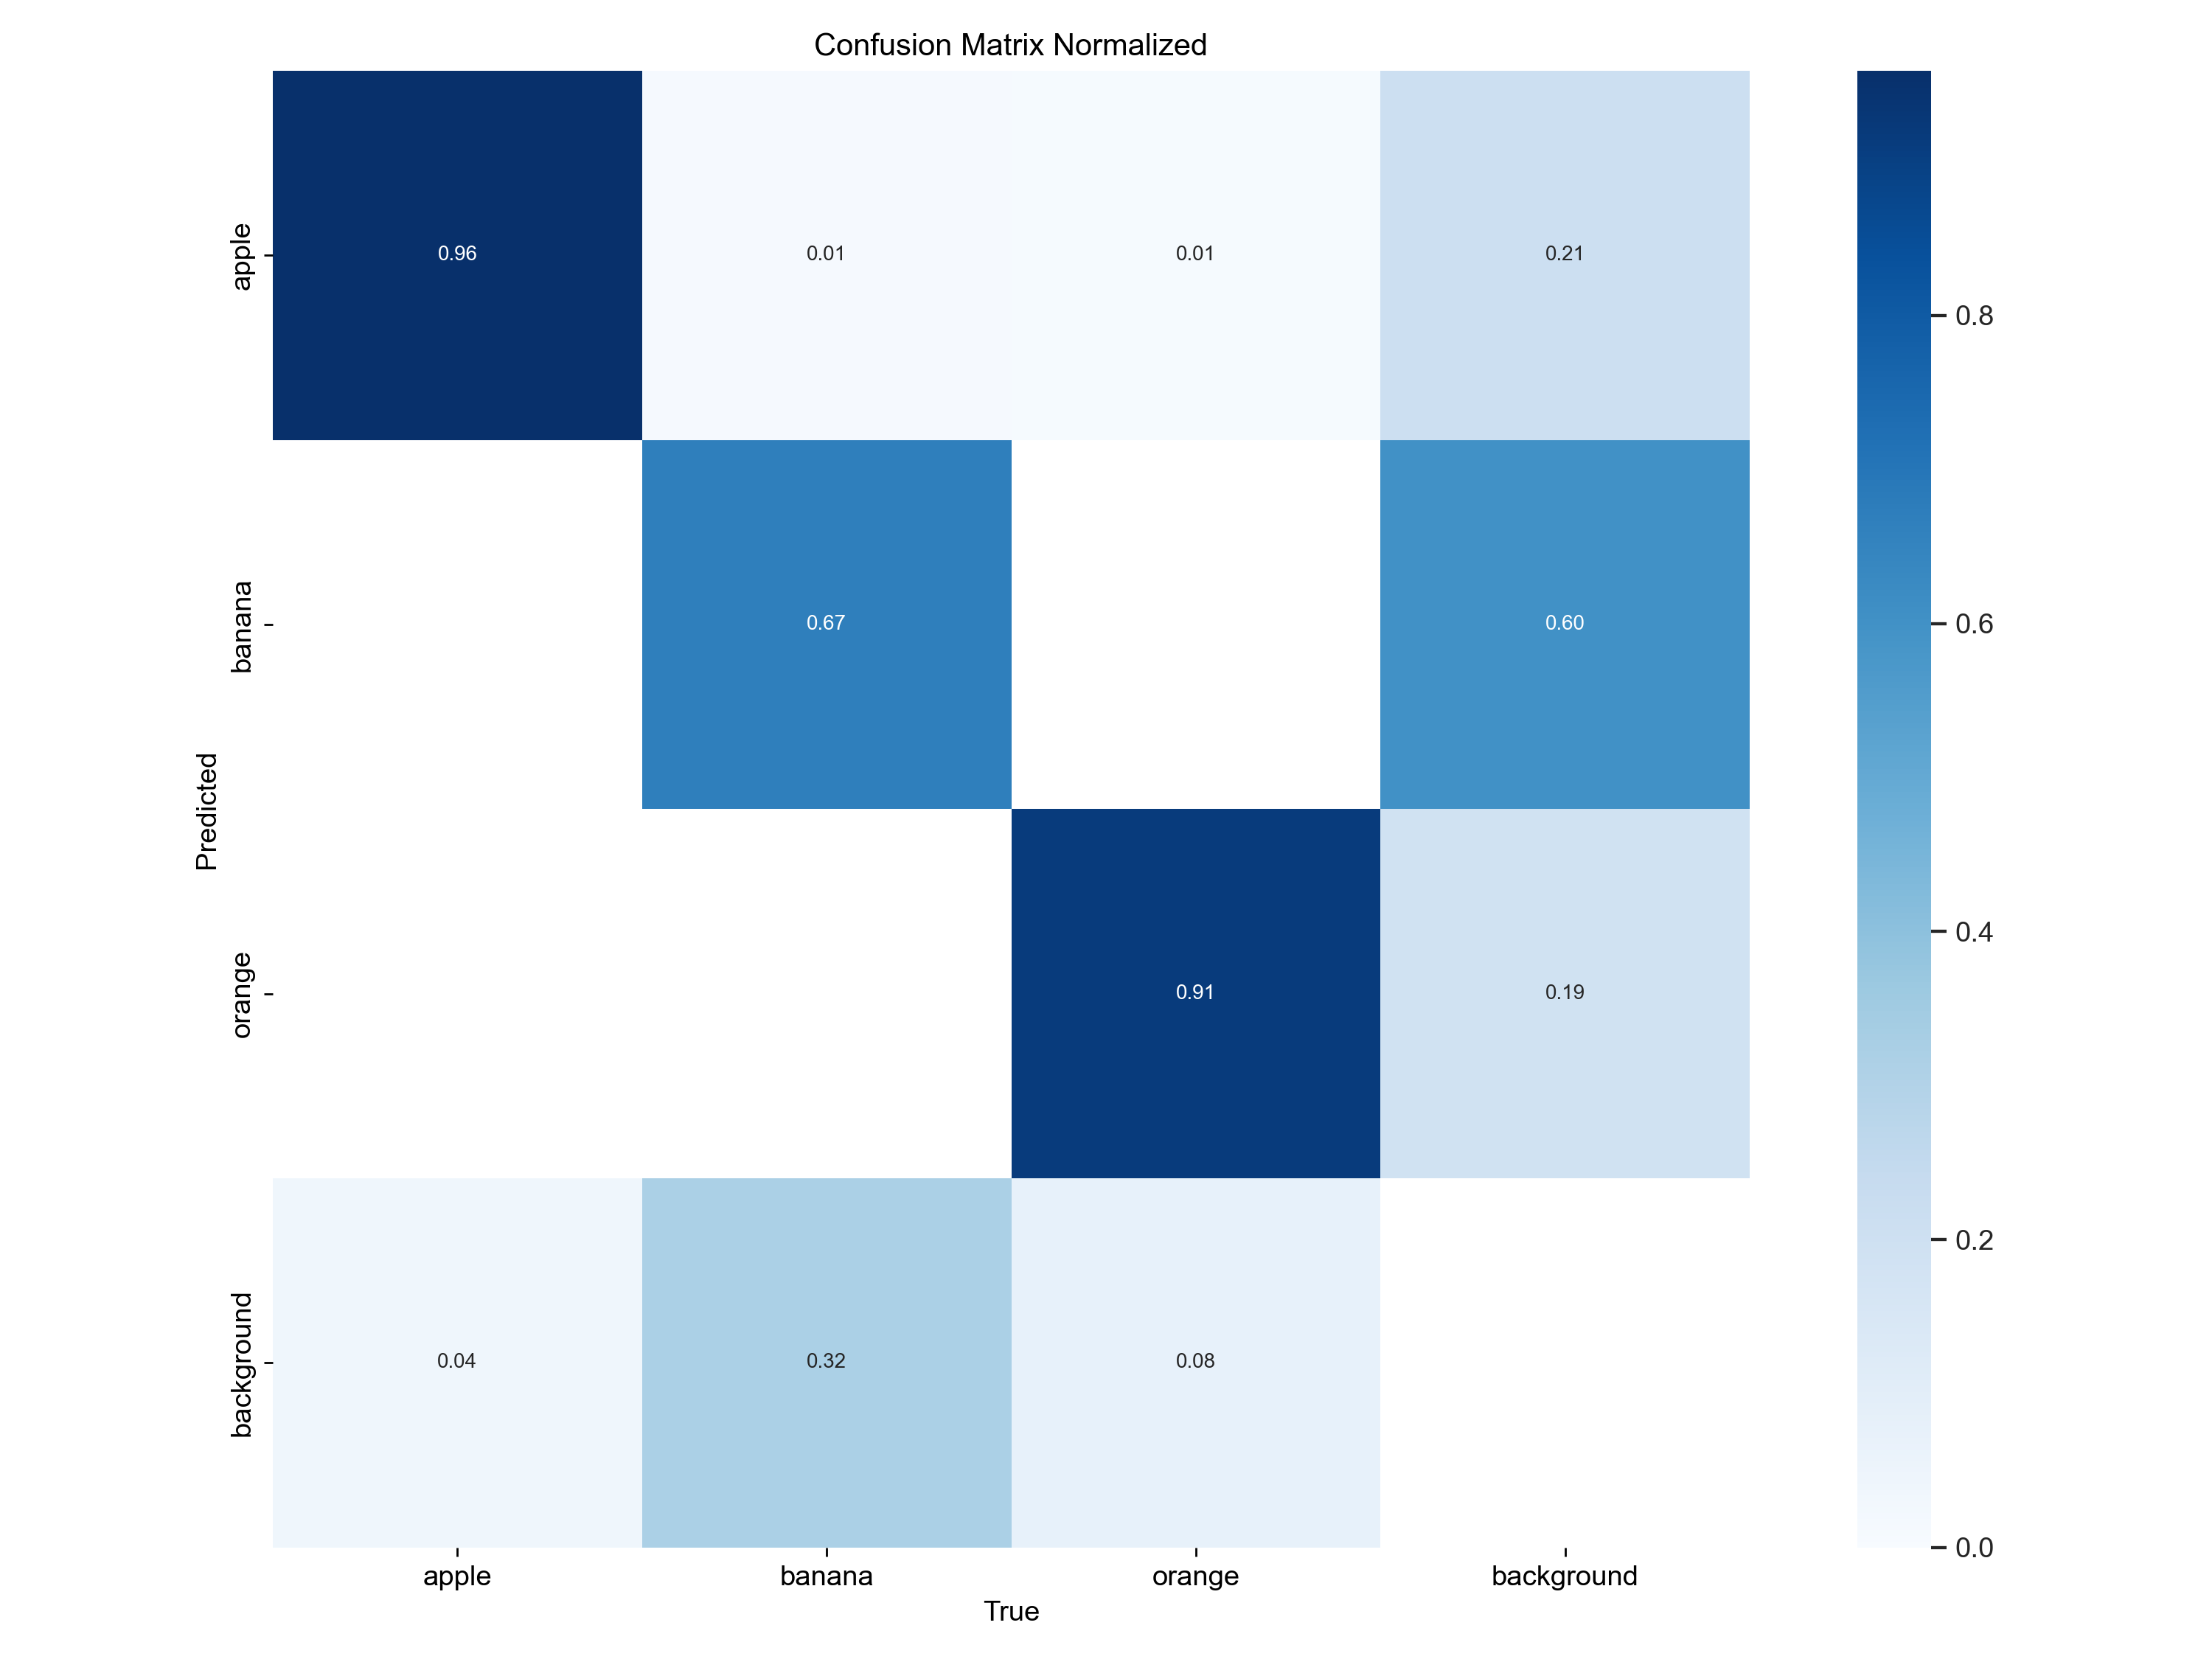 Confusion Matrix Normalized
apple
0.96
0.01
0.01
0.21
banana
0.67
0.60
orange
0.91
0.19
background
0.04
0.32
0.08
Predicted
apple
banana
orange
background
True
0.8
0.6
0.4
0.2
0.0